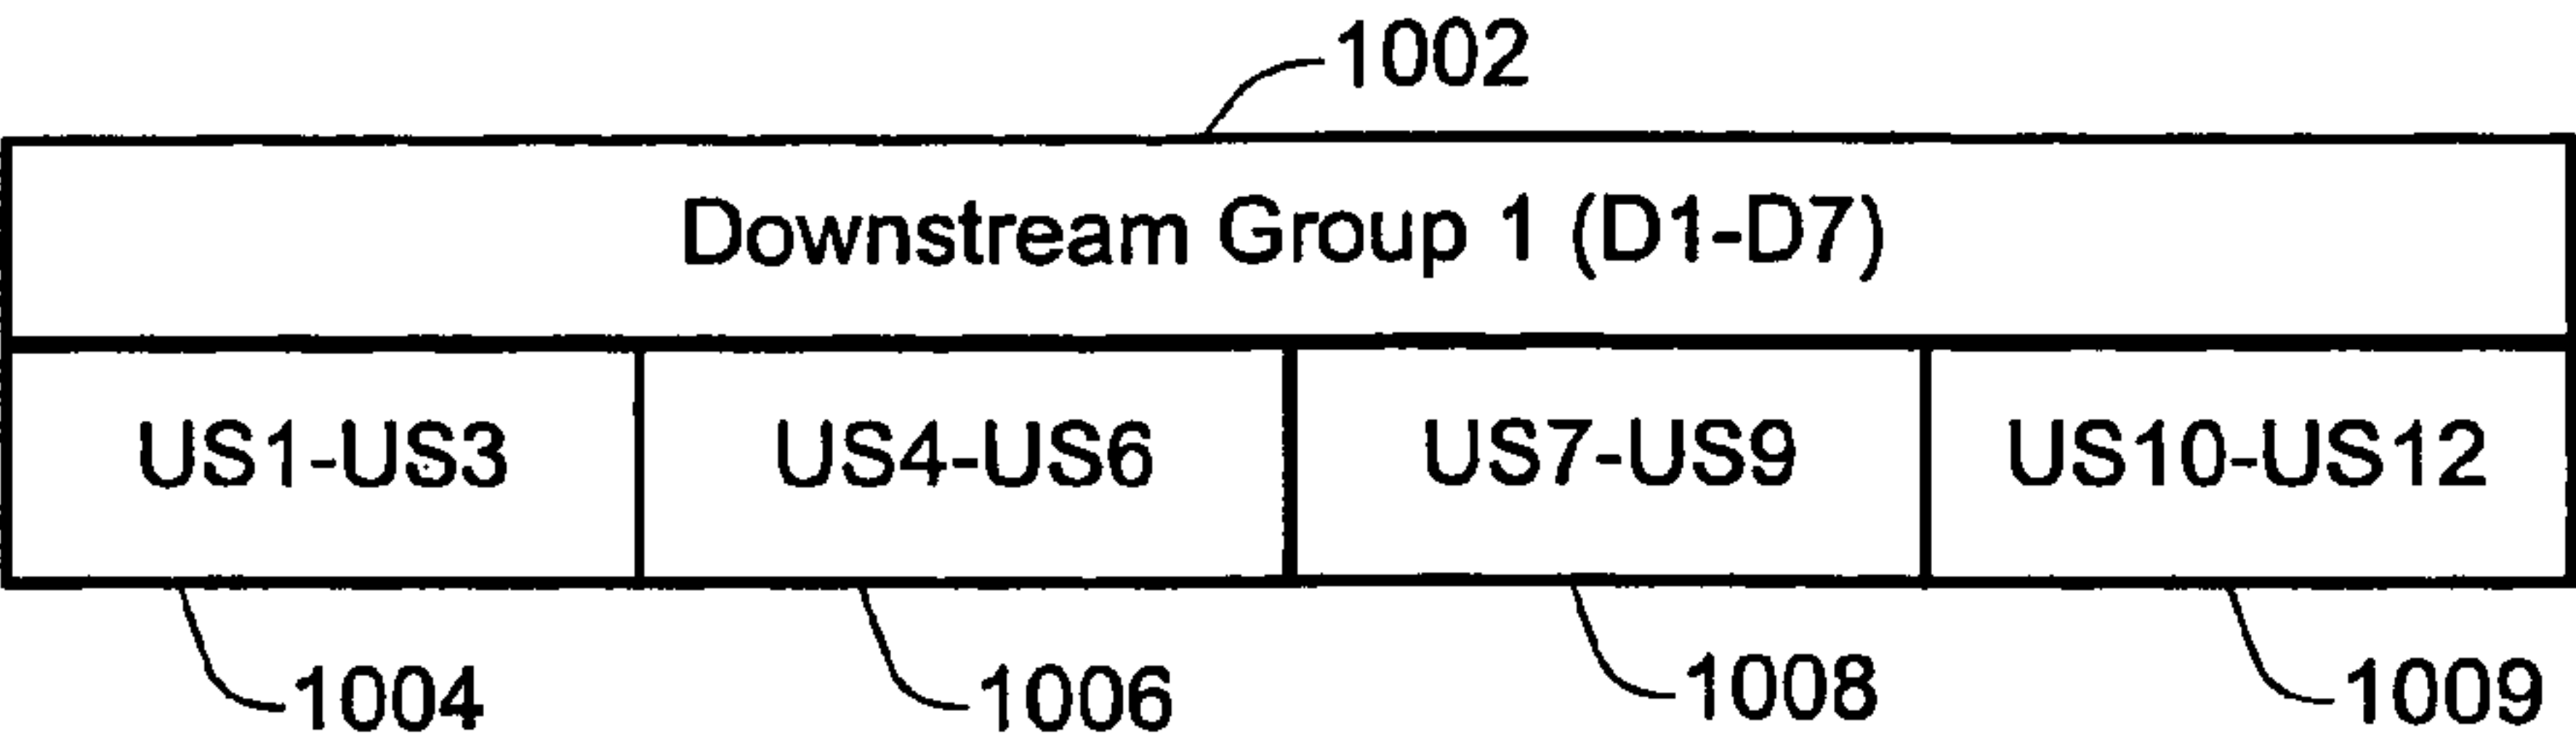 1002
Downstream Group 1 (D1-D7)
US1-US3 US4-US6 US7-US9 US10-US12
1004 1006 1008 1009